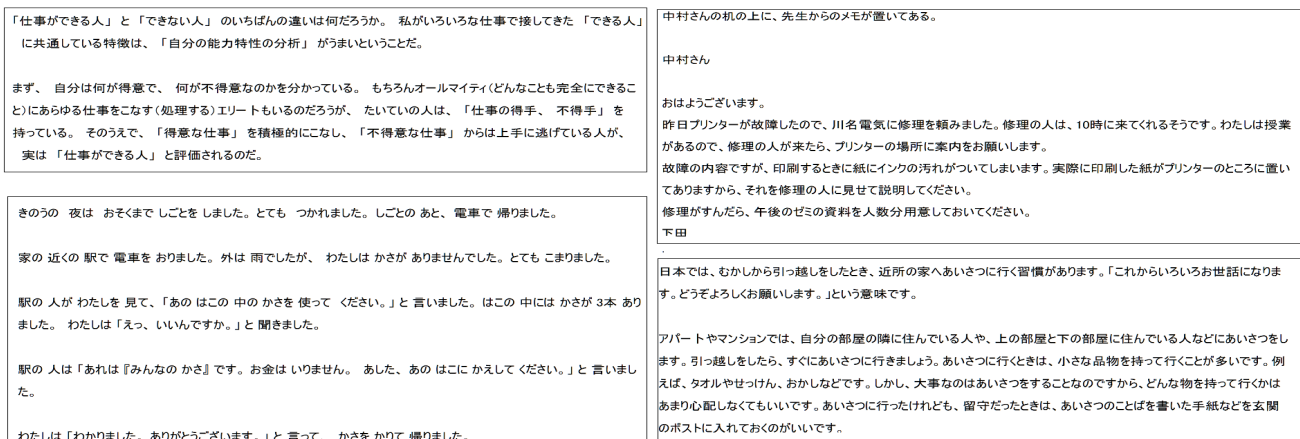 「仕事ができる人」 と 「できない人」 のいちばんの違いは何だろうか。 私がいろいろな仕事で接してきた 「できる人」
に共通している特徴は、 「自分の能力特性の分析」 がうまいということだ。
まず、 自分は何が得意で、 何が不得意なのかを分かっている。 もちろんオールマイティ(どんなことも完全にできるこ
と)にあらゆる仕事をこなす(処理する)エリートもいるのだろうが、 たいていの人は、 「仕事の得手、 不得手」 を
持っている。 そのうえで、 「得意な仕事」 を積極的にこなし、 「不得意な仕事」 からは上手に逃げている人が、
実は 「仕事ができる人」 と評価されるのだ。
きのうの 夜は おそくまで しごとを しました。とても つかれました。しごとの あと、 電車で 帰りました。
家の 近くの 駅で 電車を おりました。外は 雨でしたが、 わたしは かさが ありませんでした。とても こまりました。
駅の 人が わたしを 見て、「あの はこの 中の かさを 使って ください。」と 言いました。はこの 中には かさが 3本 あり
ました。 わたしは「えっ、いいんですか。」と 聞きました。
駅の 人は「あれは『みんなの かさ』です。お金は いりません。 あした、あの はこに かえして ください。」と 言いまし
た。
わたしは「わかりました。ありがとうございます。」と 言って、 かさを かりて 帰りました。
中村さんの机の上に、先生からのメモが置いてある。
中村さん
おはようございます。
昨日プリンターが故障したので、川名電気に修理を頼みました。修理の人は、10時に来てくれるそうです。わたしは授業
があるので、修理の人が来たら、プリンターの場所に案内をお願いします。
故障の内容ですが、印刷するときに紙にインクの汚れがついてしまいます。実際に印刷した紙がプリンターのところに置い
てありますから、それを修理の人に見せて説明してください。
修理がすんだら、午後のゼミの資料を人数分用意しておいてください。
下田
日本では、むかしから引っ越しをしたとき、近所の家へあいさつに行く習慣があります。「これからいろいろお世話になりま
す。どうぞよろしくお願いします。」という意味です。
アパートやマンションでは、自分の部屋の隣に住んでいる人や、上の部屋と下の部屋に住んでいる人などにあいさつをし
ます。引っ越しをしたら、すぐにあいさつに行きましょう。あいさつに行くときは、小さな品物を持って行くことが多いです。例
えば、タオルやせっけん、おかしなどです。しかし、大事なのはあいさつをすることなのですから、どんな物を持って行くかは
あまり心配しなくてもいいです。あいさつに行ったけれども、留守だったときは、あいさつのことばを書いた手紙などを玄関
のポストに入れておくのがいいです。